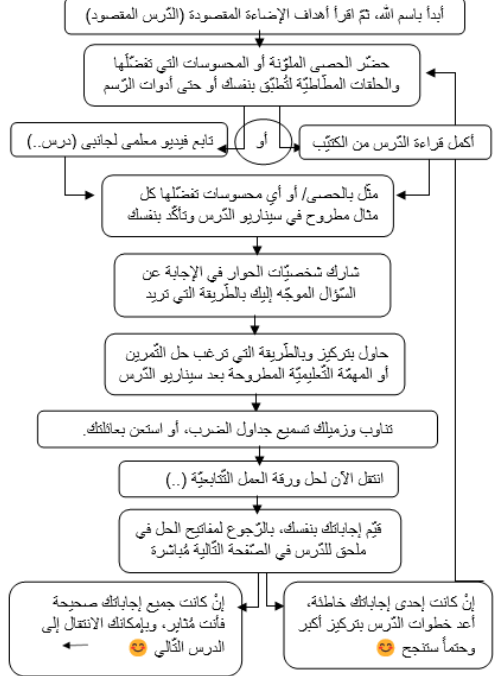 أبدأ باسم الله، ثمّ اقرأ أهداف الإضاءة المقصودة (الدّرس المقصود)
حضّر الحصى الملوّنة أو المحسوسات التي تفضّلها
والحلقات المطّاطيّة لتُطبّق بنفسك أو حتى أدوات الرّسم
أكمل قراءة الدّرس من الكتيّب
أو
تابع فيديو معلمى لجانبى (درس..)
مثّل بالحصى/ أو أي محسوسات تفضّلها كل
مثال مطروح في سيناريو الدّرس وتأكّد بنفسك
شارك شخصيّات الحوار في الإجابة عن
السّؤال الموجّه إليك بالطّريقة التي تريد
حاول بتركيز وبالطّريقة التي ترغب حل التّمرين
أو المهمّة التّعليميّة المطروحة بعد سيناريو الدّرس
تناوب وزميلك تسميع جداول الضرب، أو استعن بعائلتك.
انتقل الآن لحل ورقة العمل التّتابعيّة (..)
قيّم إجاباتك بنفسك، بالرّجوع لمفاتيح الحل في
ملحق للدّرس في الصّفحة التّالية مُباشرة
إنْ كانت إحدى إجاباتك خاطئة،
أعد خطوات الدّرس بتركيز أكبر
وحتماً ستنجح 😊
إنْ كانت جميع إجاباتك صحيحة
فأنت مُثابر، وبإمكانك الانتقال إلى
الدرس التّالي 😊